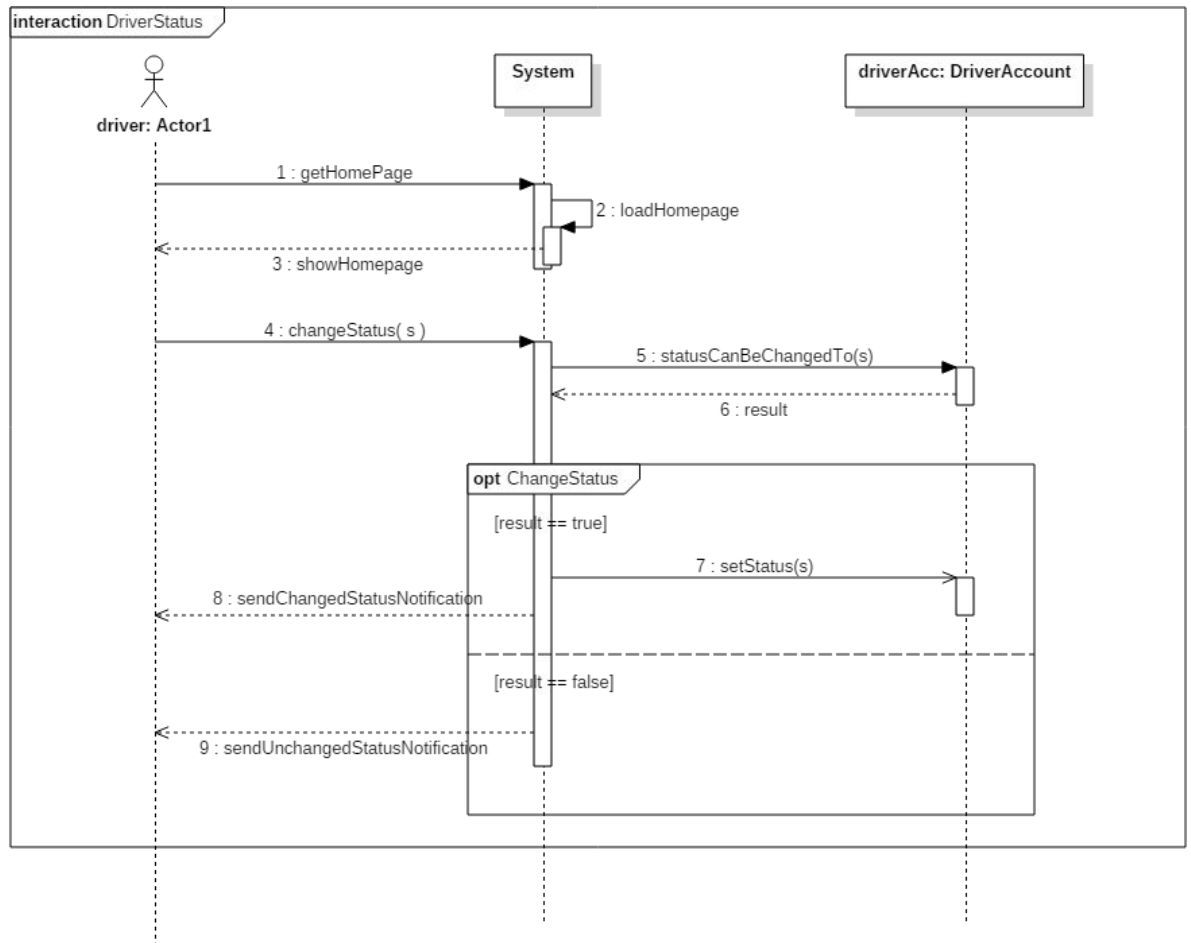 interaction DriverStatus
System
driverAcc: DriverAccount
driver: Actor1
1 : getHomePage
2 : loadHomepage
3 : showHomepage
4 : changeStatus( s )
5 : statusCanBeChangedTo(s)
6 : result
opt ChangeStatus
[result == true]
7 : setStatus(s)
8 : sendChangedStatusNotification
[result == false]
9 : sendUnchangedStatusNotification